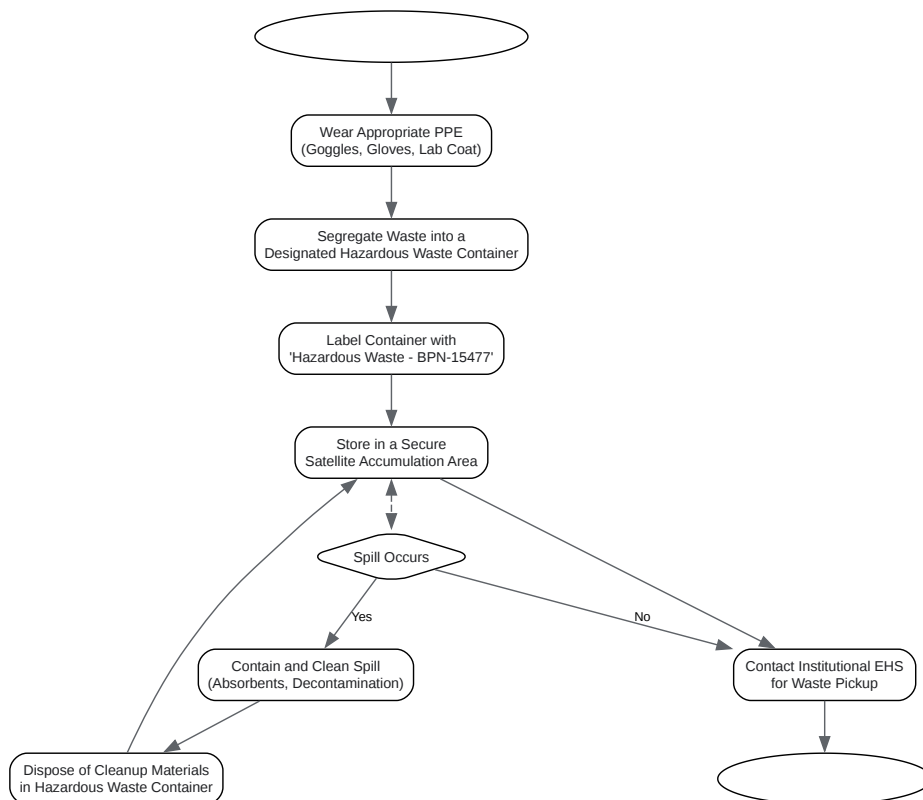 Wear Appropriate PPE
(Goggles, Gloves, Lab Coat)
Segregate Waste into a
Designated Hazardous Waste Container
Label Container with
'Hazardous Waste - BPN-15477'
Store in a Secure
Satellite Accumulation Area
Spill Occurs
Yes
No
Contain and Clean Spill
(Absorbents, Decontamination)
Contact Institutional EHS
for Waste Pickup
Dispose of Cleanup Materials
in Hazardous Waste Container